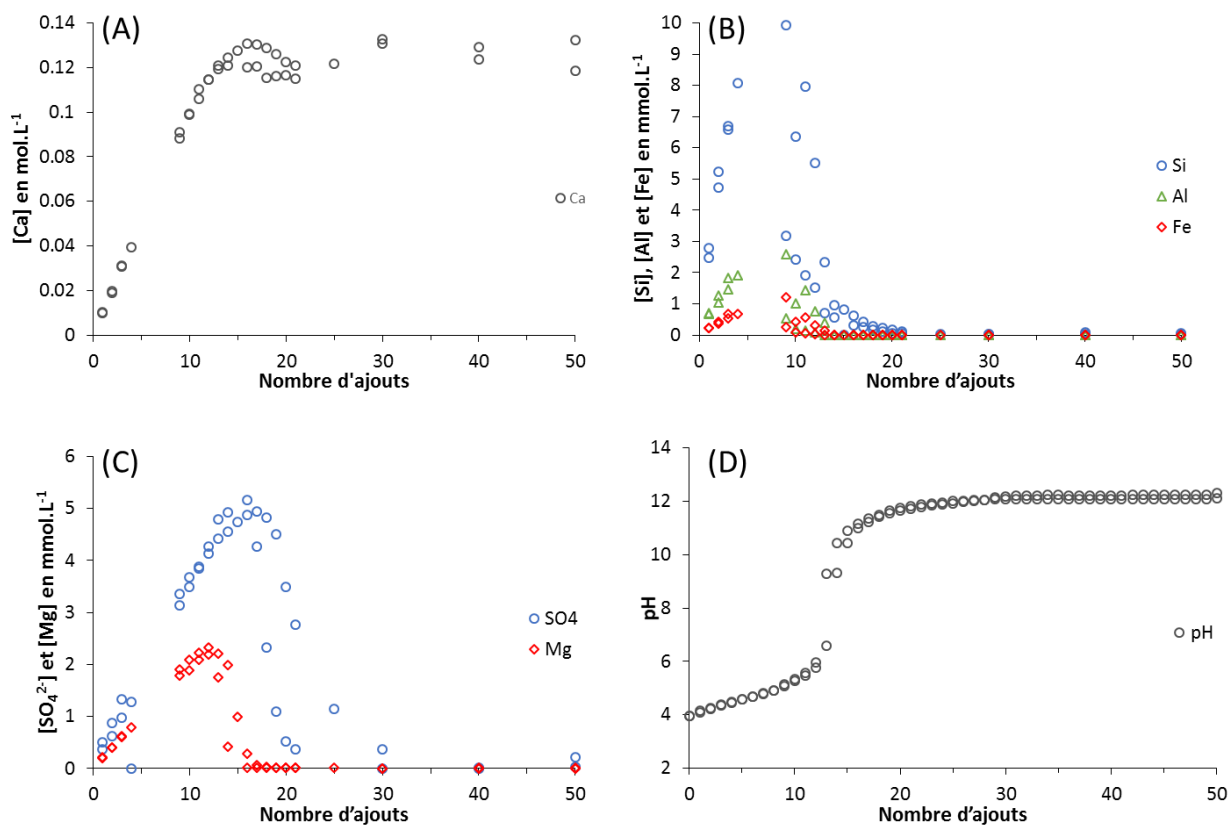 (A)
[Ca] en mol.L-1
0.14
0.12
0.1
0.08
0.06
0.04
0.02
0
0 10 20 30 40 50
Nombre d'ajouts
Ca
(B)
[Si], [Al] et [Fe] en mmol.L-1
10
9
8
7
6
5
4
3
2
1
0
0 10 20 30 40 50
Nombre d’ajouts
Si
Al
Fe
(C)
[SO42-] et [Mg] en mmol.L-1
6
5
4
3
2
1
0
0 10 20 30 40 50
Nombre d’ajouts
SO4
Mg
(D)
pH
14
12
10
8
6
4
2
0 10 20 30 40 50
Nombre d’ajouts
pH